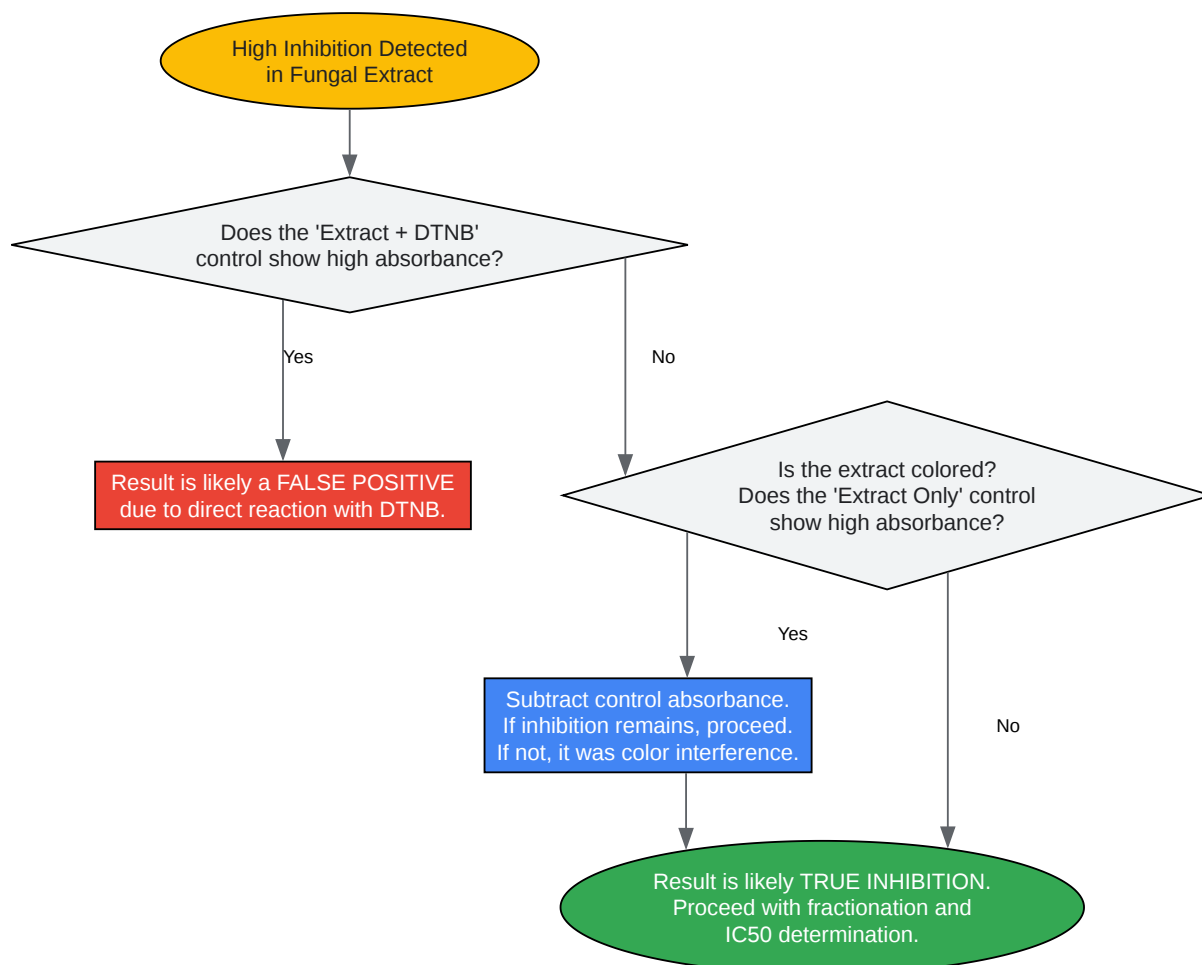 High Inhibition Detected
in Fungal Extract
Does the 'Extract + DTNB'
control show high absorbance?
Yes
No
Result is likely a FALSE POSITIVE
due to direct reaction with DTNB.
Is the extract colored?
Does the 'Extract Only' control
show high absorbance?
Yes
No
Subtract control absorbance.
If inhibition remains, proceed.
If not, it was color interference.
Result is likely TRUE INHIBITION.
Proceed with fractionation and
IC50 determination.